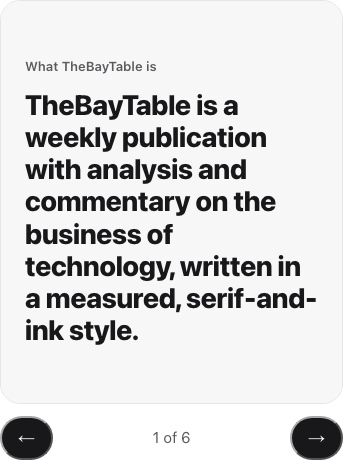 What TheBayTable is
TheBayTable is a
weekly publication
with analysis and
commentary on the
business of
technology, written in
a measured, serif-and-
ink style.
← 1 of 6 →